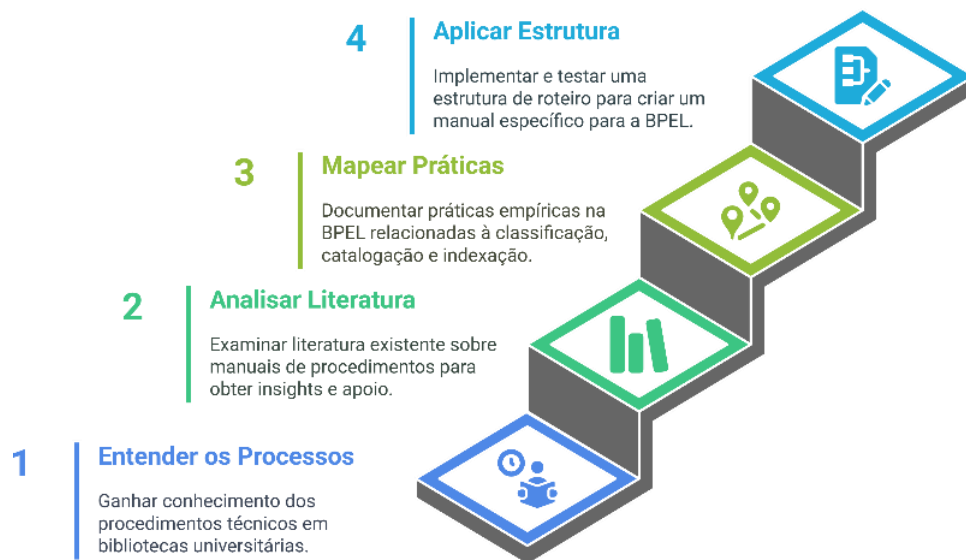 4
Aplicar Estrutura
Implementar e testar uma
estrutura de roteiro para criar um
manual específico para a BPEL.
3
Mapear Práticas
Documentar práticas empíricas na
BPEL relacionadas à classificação,
catalogação e indexação.
2
Analisar Literatura
Examinar literatura existente sobre
manuais de procedimentos para
obter insights e apoio.
1
Entender os Processos
Ganhar conhecimento dos
procedimentos técnicos em
bibliotecas universitárias.